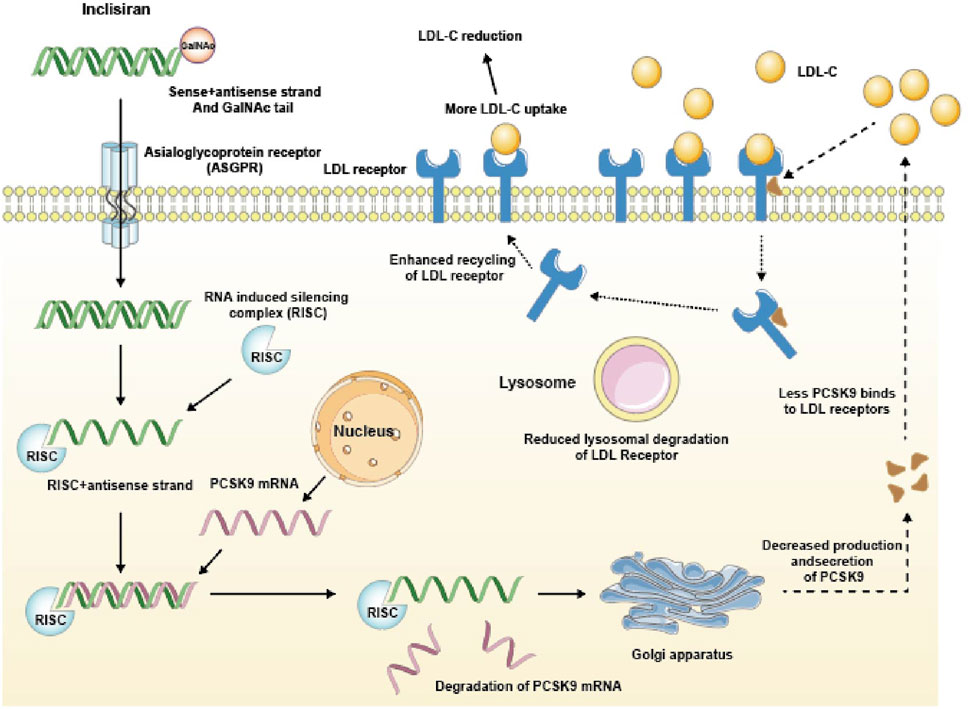 Inclisiran
GalNAc
Sense+antisense strand
And GalNAc tail
Asialoglycoprotein receptor
(ASGPR)
LDL-C reduction
More LDL-C uptake
LDL receptor
LDL-C
Enhanced recycling
of LDL receptor
RNA induced silencing
complex (RISC)
RISC
Lysosome
Reduced lysosomal degradation
of LDL Receptor
Less PCSK9 binds
to LDL receptors
Nucleus
RISC
RISC+antisense strand
PCSK9 mRNA
Decreased production
andsecretion
of PCSK9
RISC
RISC
Golgi apparatus
Degradation of PCSK9 mRNA